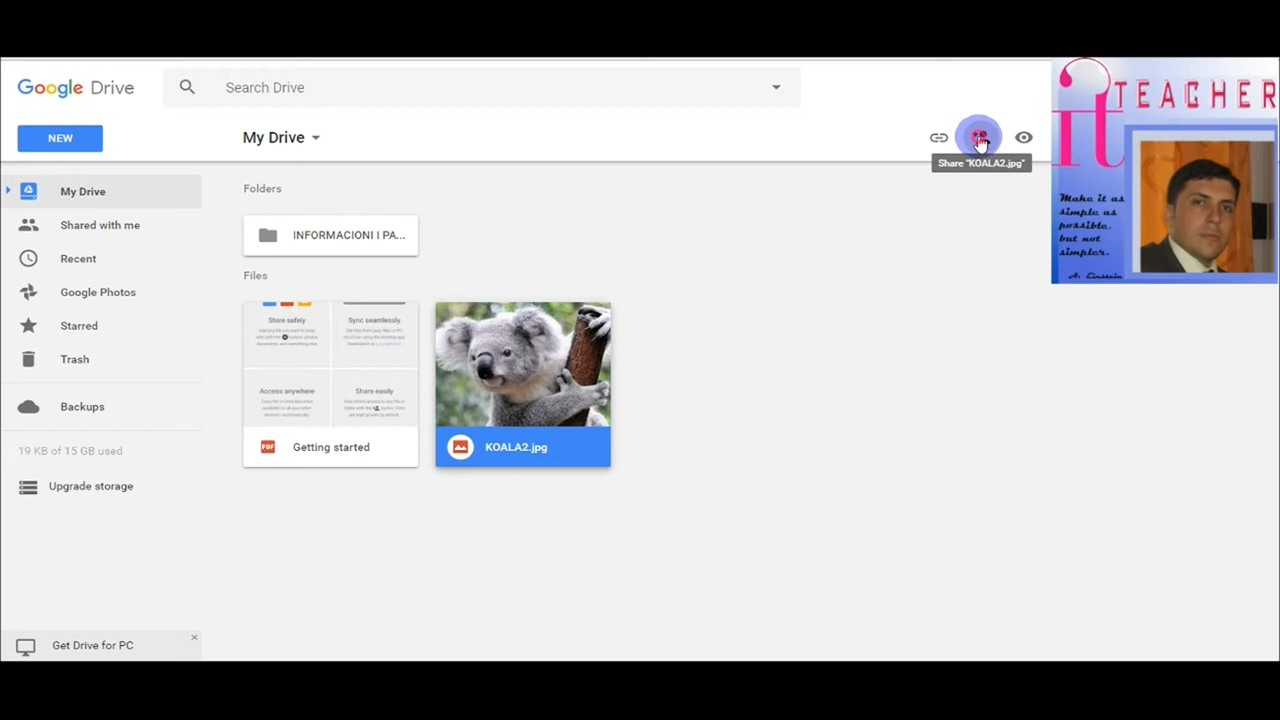 Google Drive
Search Drive
NEW
My Drive
Share "KOALA2.jpg"
it TEACHER
Make it as
simple as
possible,
but not
simpler.
A. Einstein
My Drive
Shared with me
Recent
Google Photos
Starred
Trash
Backups
19 KB of 15 GB used
Upgrade storage
Get Drive for PC
Folders
INFORMACIONI I PA...
Files
Store safely
Sync seamlessly
Access anywhere
Share easily
PDF
Getting started
KOALA2.jpg